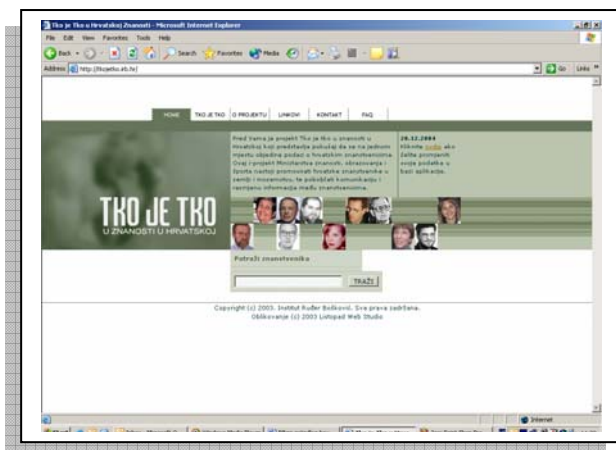 Tko je Tko u Hrvatskoj Znanosti - Microsoft Internet Explorer
File Edit View Favorites Tools Help
Back Search Favorites Media
Address http://tkojetko.irb.hr/ Go Links
HOME TKO JE TKO O PROJEKTU LINKOVI KONTAKT FAQ
Pred Vama je projekt Tko je tko u znanosti u
Hrvatskoj koji predstavlja pokušaj da se na jednom
mjestu objedine podaci o hrvatskim znanstvenicima.
Ovaj i projekt Ministarstva znanosti, obrazovanja i
športa nastoji promovirati hrvatske znanstvenike u
zemlji i inozemstvu, te poboljšati komunikaciju i
razmjenu informacija među znanstvenicima.
20.12.2004
Kliknite ako
želite promijeniti
svoje podatke u
bazi aplikacije.
TKO JE TKO
U ZNANOSTI U HRVATSKOJ
Potraži znanstvenika
TRAŽI
Copyright (c) 2003. Institut Ruđer Bošković. Sva prava zadržana.
Oblikovanje (c) 2003 Listopad Web Studio
Internet